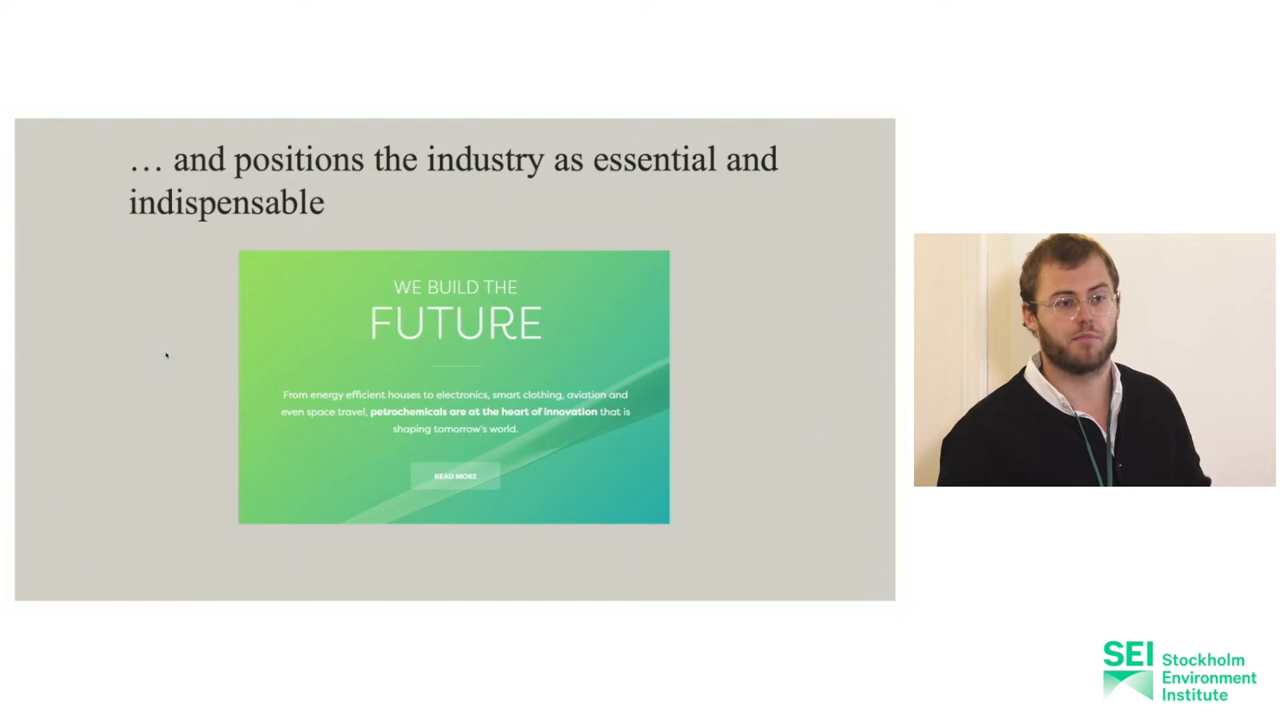 … and positions the industry as essential and
indispensable
WE BUILD THE
FUTURE
From energy efficient houses to electronics, smart clothing, aviation and
even space travel, petrochemicals are at the heart of innovation that is
shaping tomorrow's world.
READ MORE
SEI Stockholm
Environment
Institute